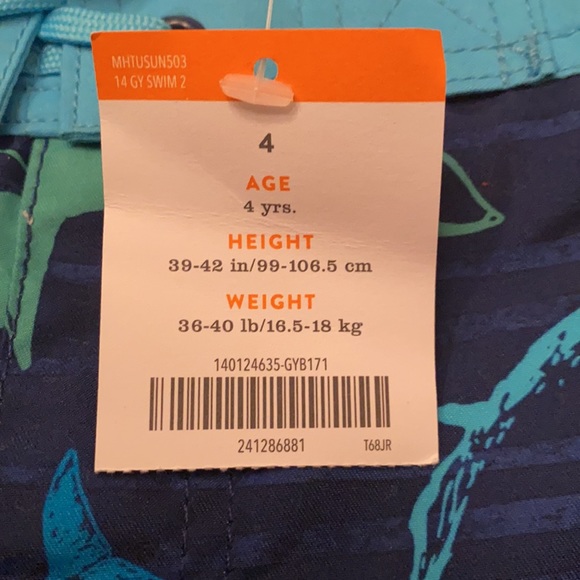 MHTUSUN503
14 GY SWIM 2
4
AGE
4 yrs.
HEIGHT
39-42 in/99-106.5 cm
WEIGHT
36-40 lb/16.5-18 kg
140124635-GYB171
241286881
T68JR